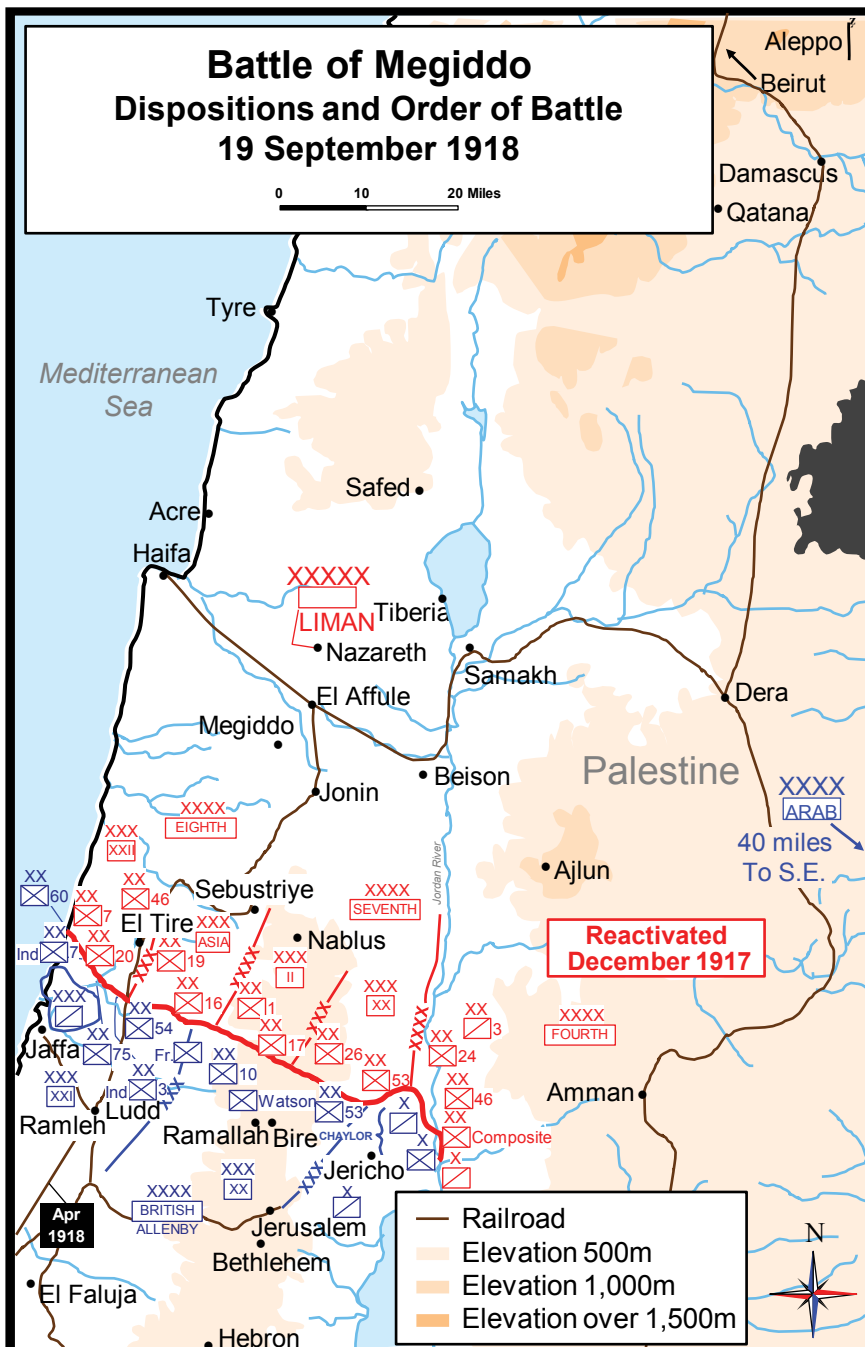 Battle of Megiddo
Dispositions and Order of Battle
19 September 1918
0 10 20 Miles
Aleppo
z
Beirut
Damascus
Qatana
Tyre
Mediterranean
Sea
Safed
Acre
Haifa
XXXXX
LIMAN
Tiberia
Nazareth
Samakh
El Affule
Dera
Megiddo
Palestine
Beison
Jonin
XXXX
ARAB
40 miles
To S.E.
XXXX
EIGHTH
XXX
XXII
Jordan River
Ajlun
XX
60
XX
7
XX
46
Sebustriye
XXXX
SEVENTH
El Tire
XXX
ASIA
Nablus
Reactivated
December 1917
XX
Ind 7
XX
20
XX
19
XXX
XXXX
XXX
II
XXX
XX
XXX
XX
16
XX
1
XXX
XXXX
XX
3
XXXX
FOURTH
Jaffa
XX
54
XX
75
Fr.
XX
10
XX
17
XX
26
XX
53
XX
24
XXX
XXI
XX
Ind 3
XXX
Watson
XX
53
X
X
CHAYLOR
XX
46
Amman
Ramleh
Ludd
Ramallah
Bire
XX
Composite
X
Jericho
XXX
XX
XXX
XXXX
BRITISH
ALLENBY
X
Apr
1918
Jerusalem
Bethlehem
El Faluja
Hebron
Railroad
Elevation 500m
Elevation 1,000m
Elevation over 1,500m
N